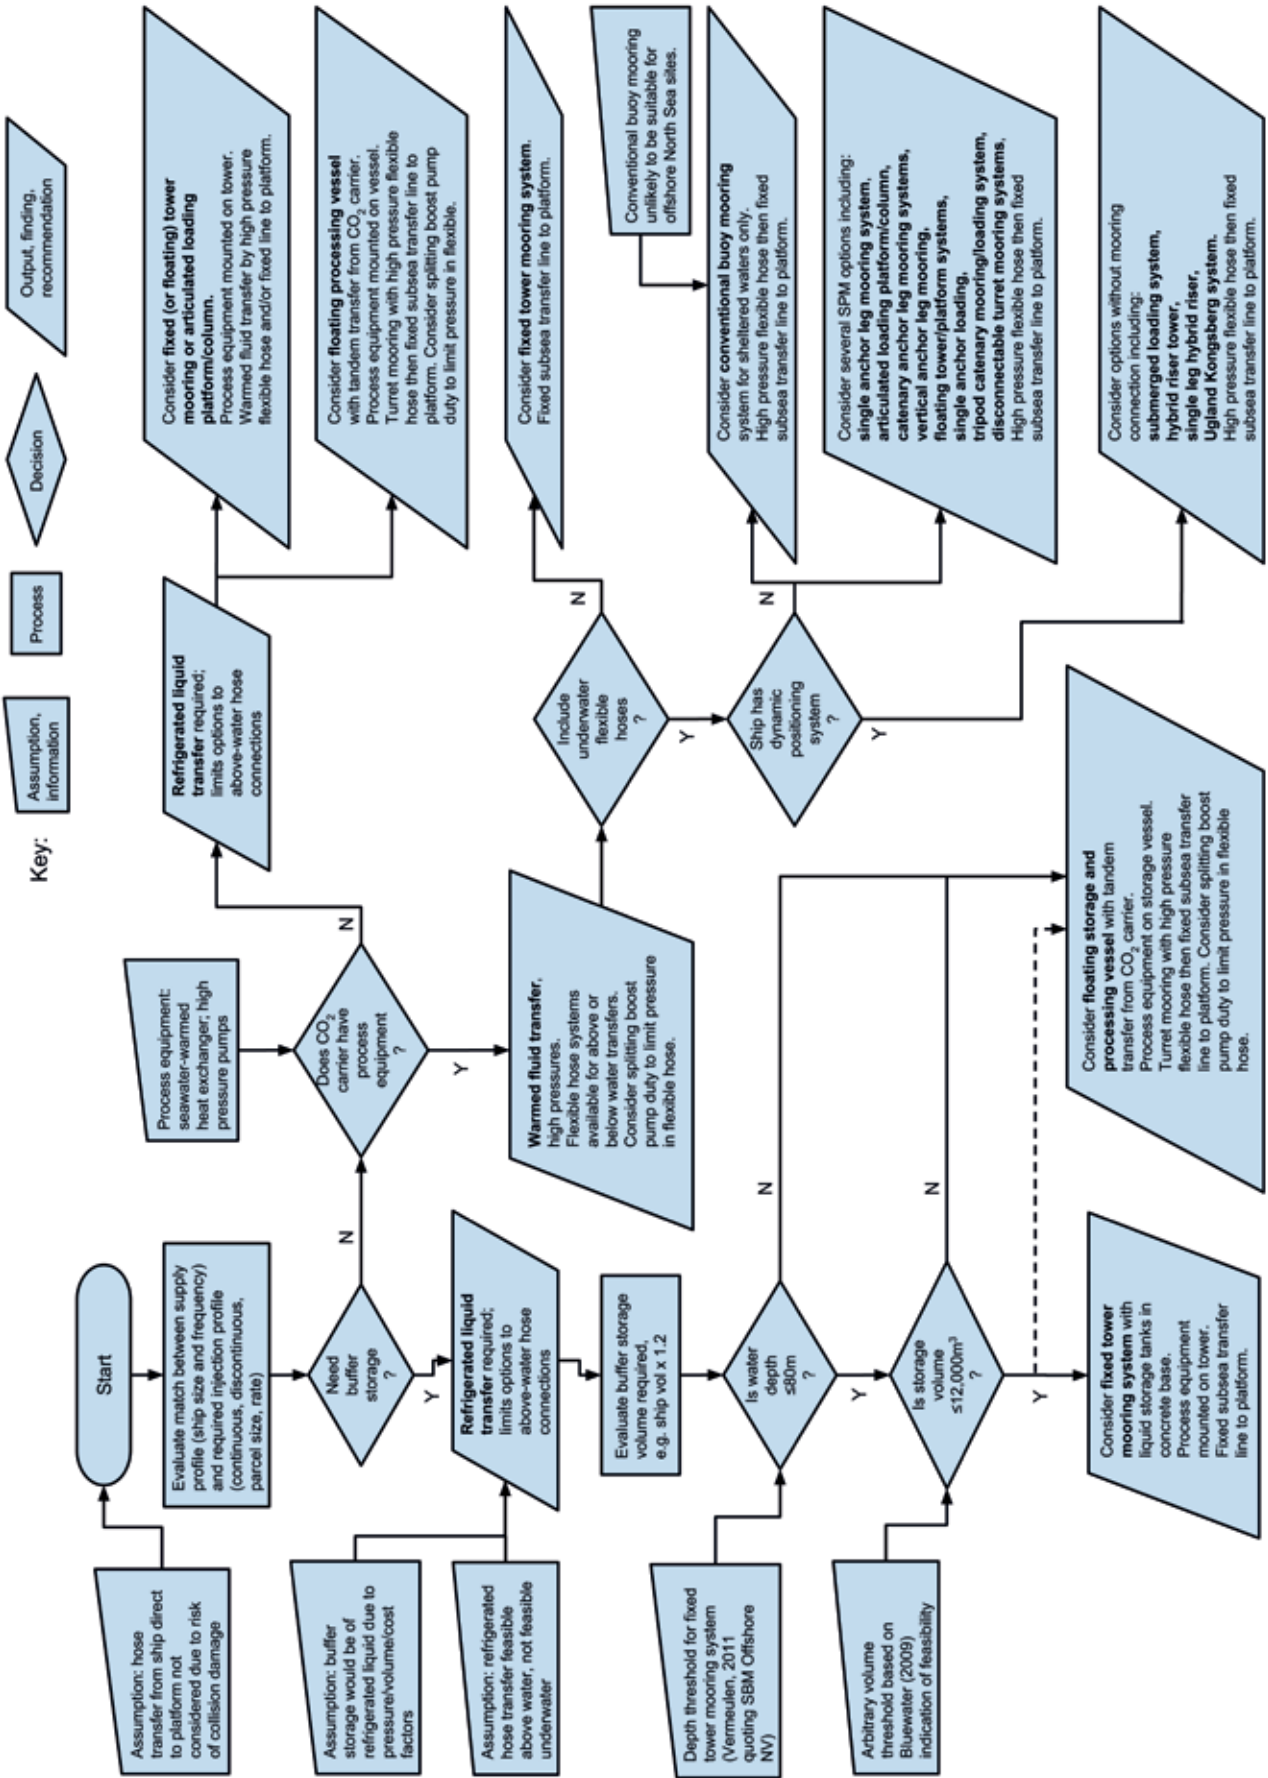 Key:
Assumption,
information
Process
Decision
Output, finding,
recommendation
Start
Assumption: hose
transfer from ship direct
to platform not
considered due to risk
of collision damage
Evaluate match between supply
profile (ship size and frequency)
and required injection profile
(continuous, discontinuous,
parcel size, rate)
Need
buffer
storage
?
N
Y
Process equipment:
seawater-warmed
heat exchanger; high
pressure pumps
Does CO₂
carrier have
process
equipment
?
N
Y
Refrigerated liquid
transfer required;
limits options to
above-water hose
connections
Consider fixed (or floating) tower
mooring or articulated loading
platform/column.
Process equipment mounted on tower.
Warmed fluid transfer by high pressure
flexible hose and/or fixed line to platform.
Consider floating processing vessel
with tandem transfer from CO₂ carrier.
Process equipment mounted on vessel.
Turret mooring with high pressure flexible
hose then fixed subsea transfer line to
platform. Consider splitting boost pump
duty to limit pressure in flexible.
Assumption: buffer
storage would be of
refrigerated liquid due to
pressure/volume/cost
factors
Assumption: refrigerated
hose transfer feasible
above water, not feasible
underwater
Refrigerated liquid
transfer required;
limits options to
above-water hose
connections
Warmed fluid transfer,
high pressures.
Flexible hose systems
available for above or
below water transfers.
Consider splitting boost
pump duty to limit pressure
in flexible hose.
Include
underwater
flexible
hoses
?
N
Y
Consider fixed tower mooring system.
Fixed subsea transfer line to platform.
Conventional buoy mooring
unlikely to be suitable for
offshore North Sea sites.
Evaluate buffer storage
volume required,
e.g. ship vol x 1.2
Ship has
dynamic
positioning
system
?
N
Y
Consider conventional buoy mooring
system for sheltered waters only.
High pressure flexible hose then fixed
subsea transfer line to platform.
Consider several SPM options including:
single anchor leg mooring system,
articulated loading platform/column,
catenary anchor leg mooring systems,
vertical anchor leg mooring,
floating tower/platform systems,
single anchor loading,
tripod catenary mooring/loading system,
disconnectable turret mooring systems,
High pressure flexible hose then fixed
subsea transfer line to platform.
Consider options without mooring
connection including:
submerged loading system,
hybrid riser tower,
single leg hybrid riser,
Ugland Kongsberg system.
High pressure flexible hose then fixed
subsea transfer line to platform.
Depth threshold for fixed
tower mooring system
(Vermeulen, 2011
quoting SBM Offshore
NV)
Is water
depth
≤80m
?
N
Y
Arbitrary volume
threshold based on
Bluewater (2009)
indication of feasibility
Is storage
volume
≤12,000m³
?
N
Y
Consider fixed tower
mooring system with
liquid storage tanks in
concrete base.
Process equipment
mounted on tower.
Fixed subsea transfer
line to platform.
Consider floating storage and
processing vessel with tandem
transfer from CO₂ carrier.
Process equipment on storage vessel.
Turret mooring with high pressure
flexible hose then fixed subsea transfer
line to platform. Consider splitting boost
pump duty to limit pressure in flexible
hose.